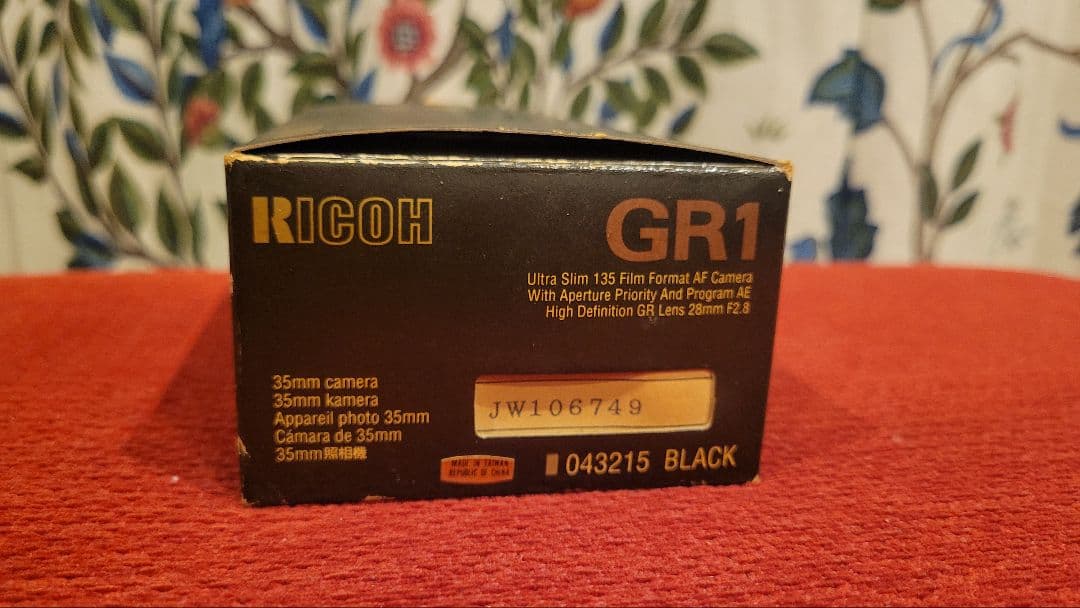 RICOH
GR1
Ultra Slim 135 Film Format AF Camera
With Aperture Priority And Program AE
High Definition GR Lens 28mm F2.8
35mm camera
35mm kamera
Appareil photo 35mm
Cámara de 35mm
35mm照相機
JW106749
MADE IN TAIWAN
REPUBLIC OF CHINA
043215 BLACK